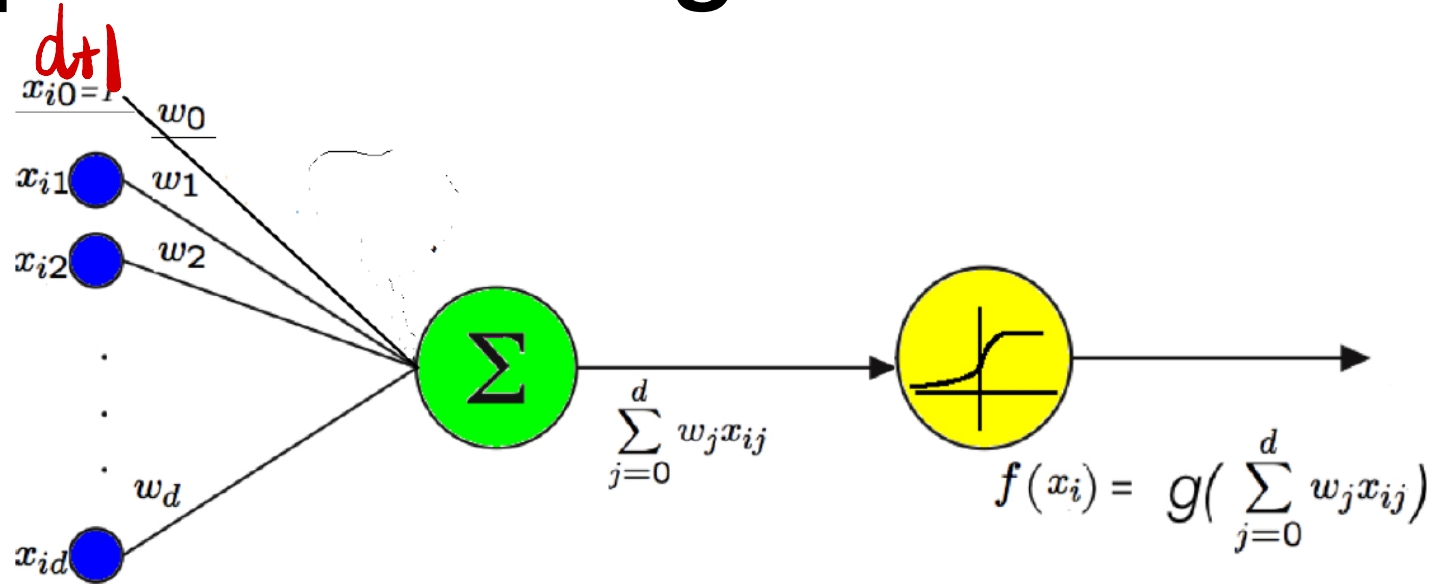 d+1
x_{i0}=1
w_0
x_{i1}
w_1
x_{i2}
w_2
Σ
\sum_{j=0}^{d} w_j x_{ij}
f(x_i) = g(\sum_{j=0}^{d} w_j x_{ij})
w_d
x_{id}